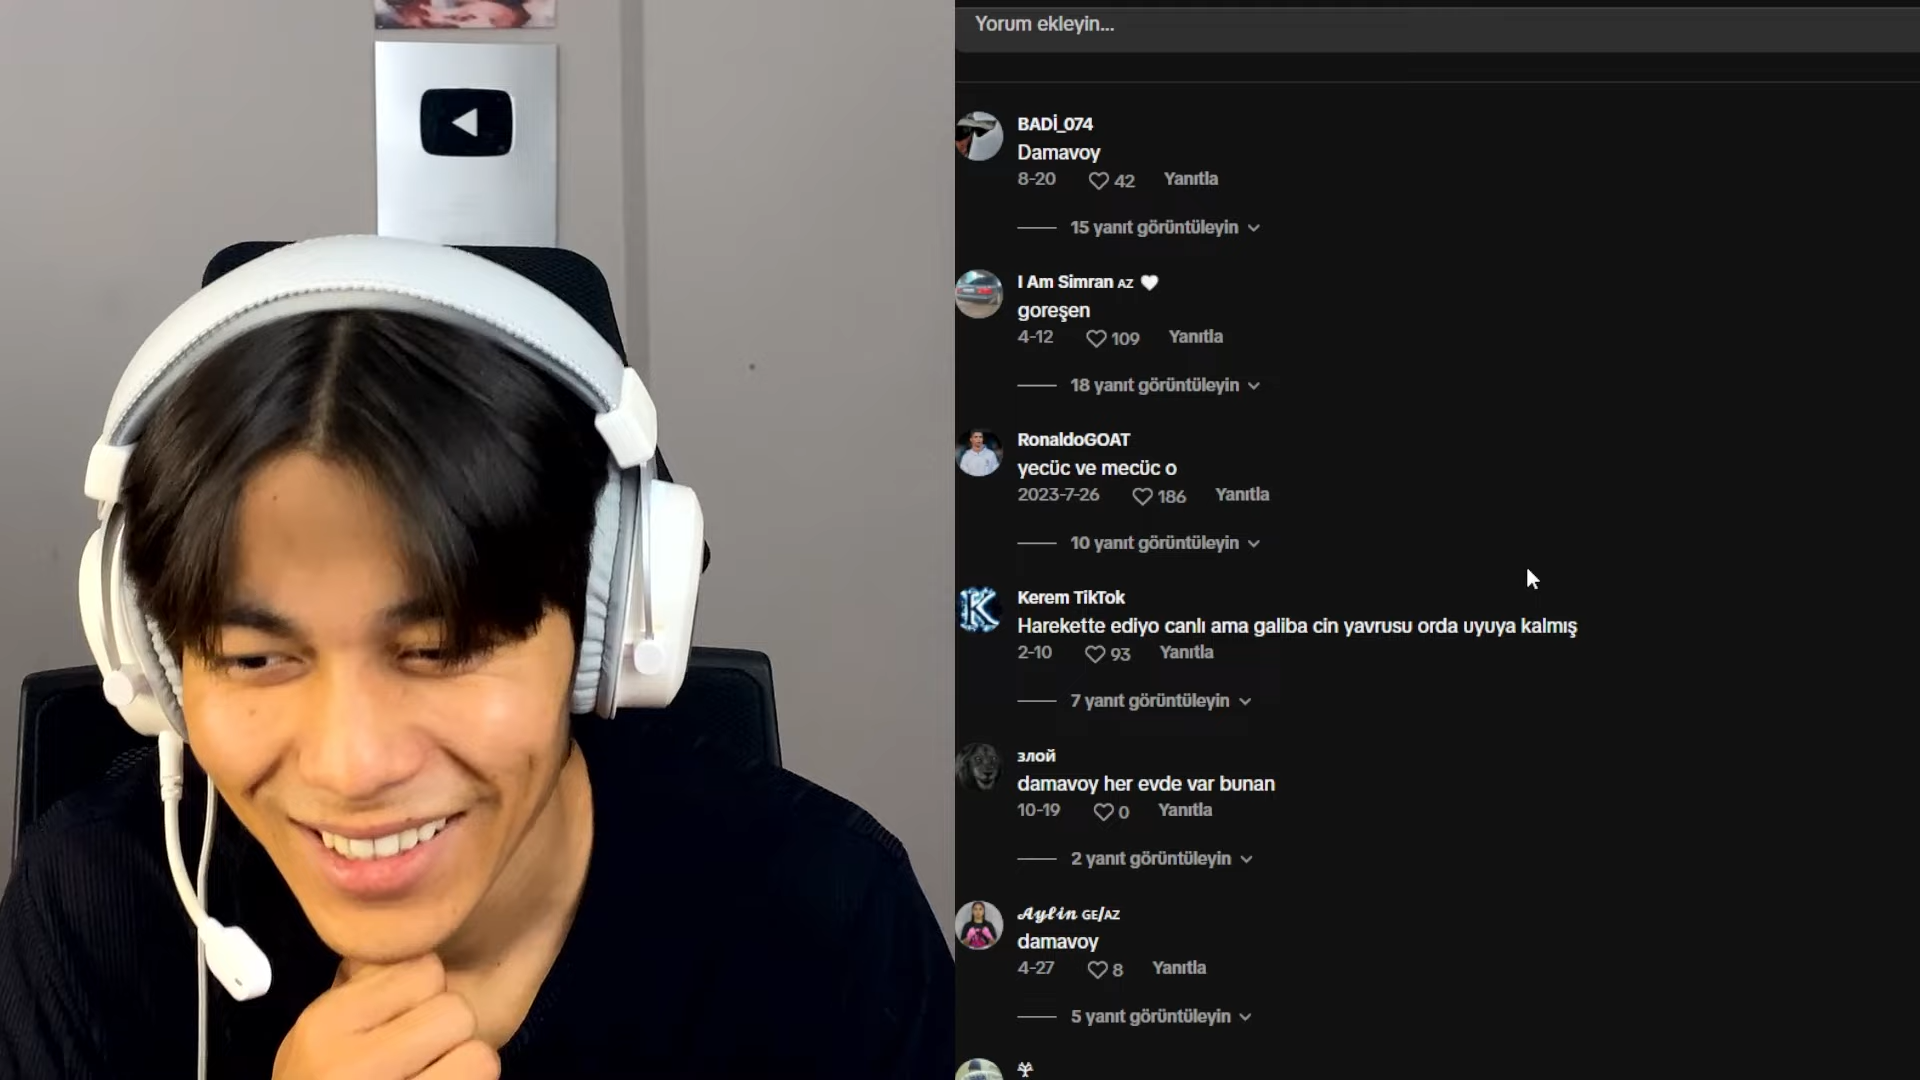 Yorum ekleyin...
BADİ_074
Damavoy
8-20 42 Yanıtla
15 yanıt görüntüleyin
I Am Simran AZ 🤍
goreşen
4-12 109 Yanıtla
18 yanıt görüntüleyin
RonaldoGOAT
yecüc ve mecüc o
2023-7-26 186 Yanıtla
10 yanıt görüntüleyin
Kerem TikTok
Harekette ediyo canlı ama galiba cin yavrusu orda uyuya kalmış
2-10 93 Yanıtla
7 yanıt görüntüleyin
злой
damavoy her evde var bunan
10-19 0 Yanıtla
2 yanıt görüntüleyin
𝓐𝔂𝓵𝓲𝓷 GE/AZ
damavoy
4-27 8 Yanıtla
5 yanıt görüntüleyin